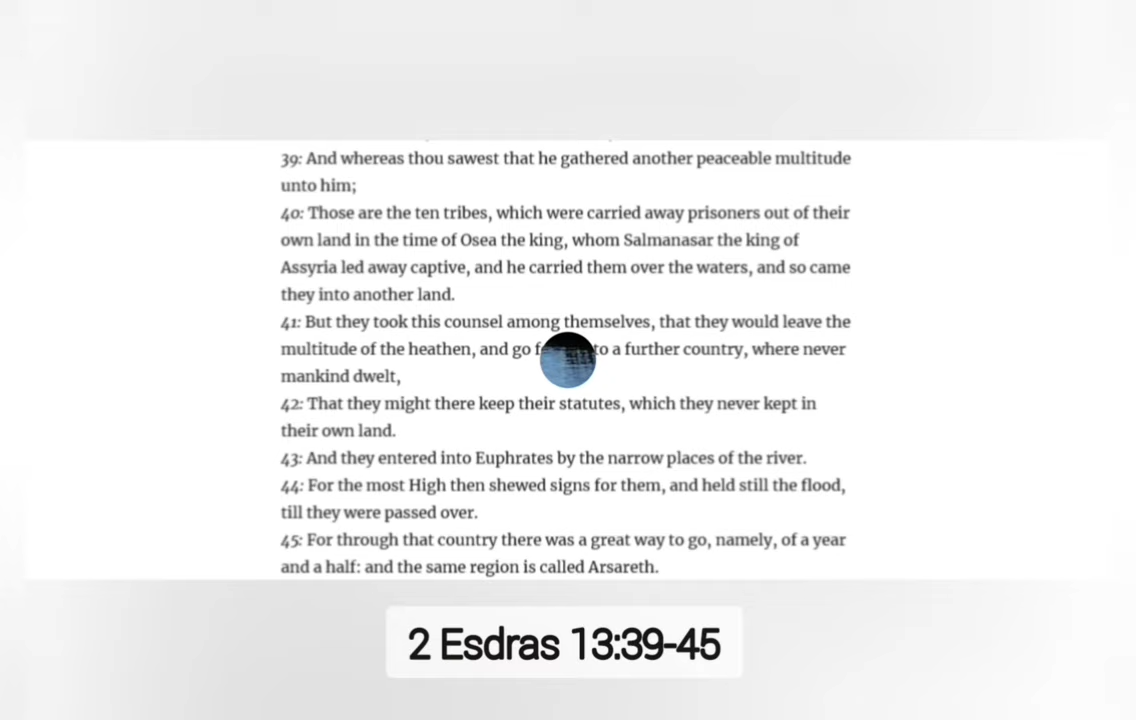 39: And whereas thou sawest that he gathered another peaceable multitude
unto him;
40: Those are the ten tribes, which were carried away prisoners out of their
own land in the time of Osea the king, whom Salmanasar the king of
Assyria led away captive, and he carried them over the waters, and so came
they into another land.
41: But they took this counsel among themselves, that they would leave the
multitude of the heathen, and go to a further country, where never
mankind dwelt,
42: That they might there keep their statutes, which they never kept in
their own land.
43: And they entered into Euphrates by the narrow places of the river.
44: For the most High then shewed signs for them, and held still the flood,
till they were passed over.
45: For through that country there was a great way to go, namely, of a year
and a half: and the same region is called Arsareth.
2 Esdras 13:39-45